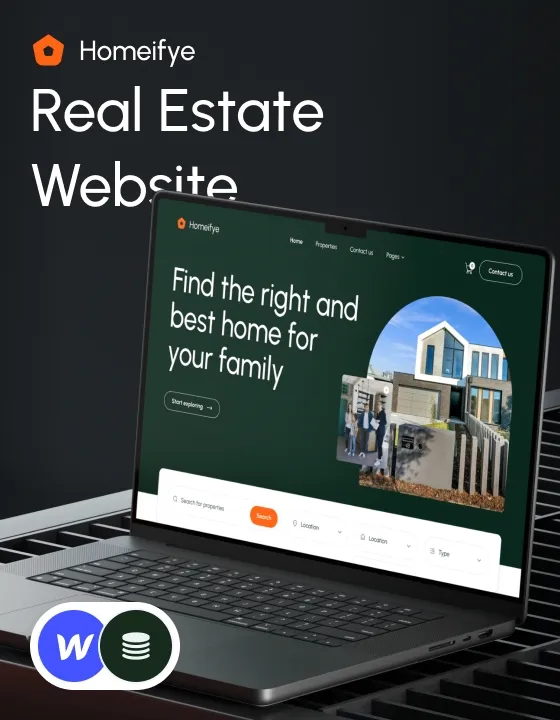 Homeifye
Real Estate
Website
Homeifye
Home
Properties
Contact us
Pages
Contact us
Find the right and
best home for
your family
Start exploring →
Search for properties
Search
Location
Location
Type
W